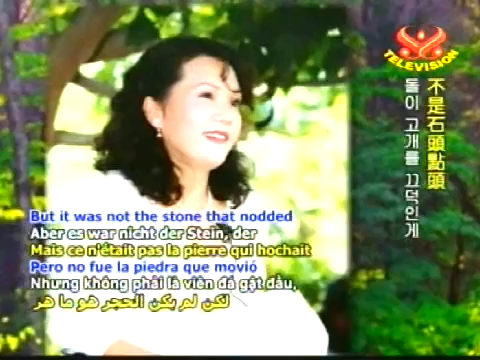 TELEVISION
不是石頭點頭
돌이 고개를 끄덕인게
But it was not the stone that nodded
Aber es war nicht der Stein, der
Mais ce n'était pas la pierre qui hochait
Pero no fue la piedra que movió
Nhưng không phải là viên đá gật đầu,
لكن لم يكن الحجر هو ما هز